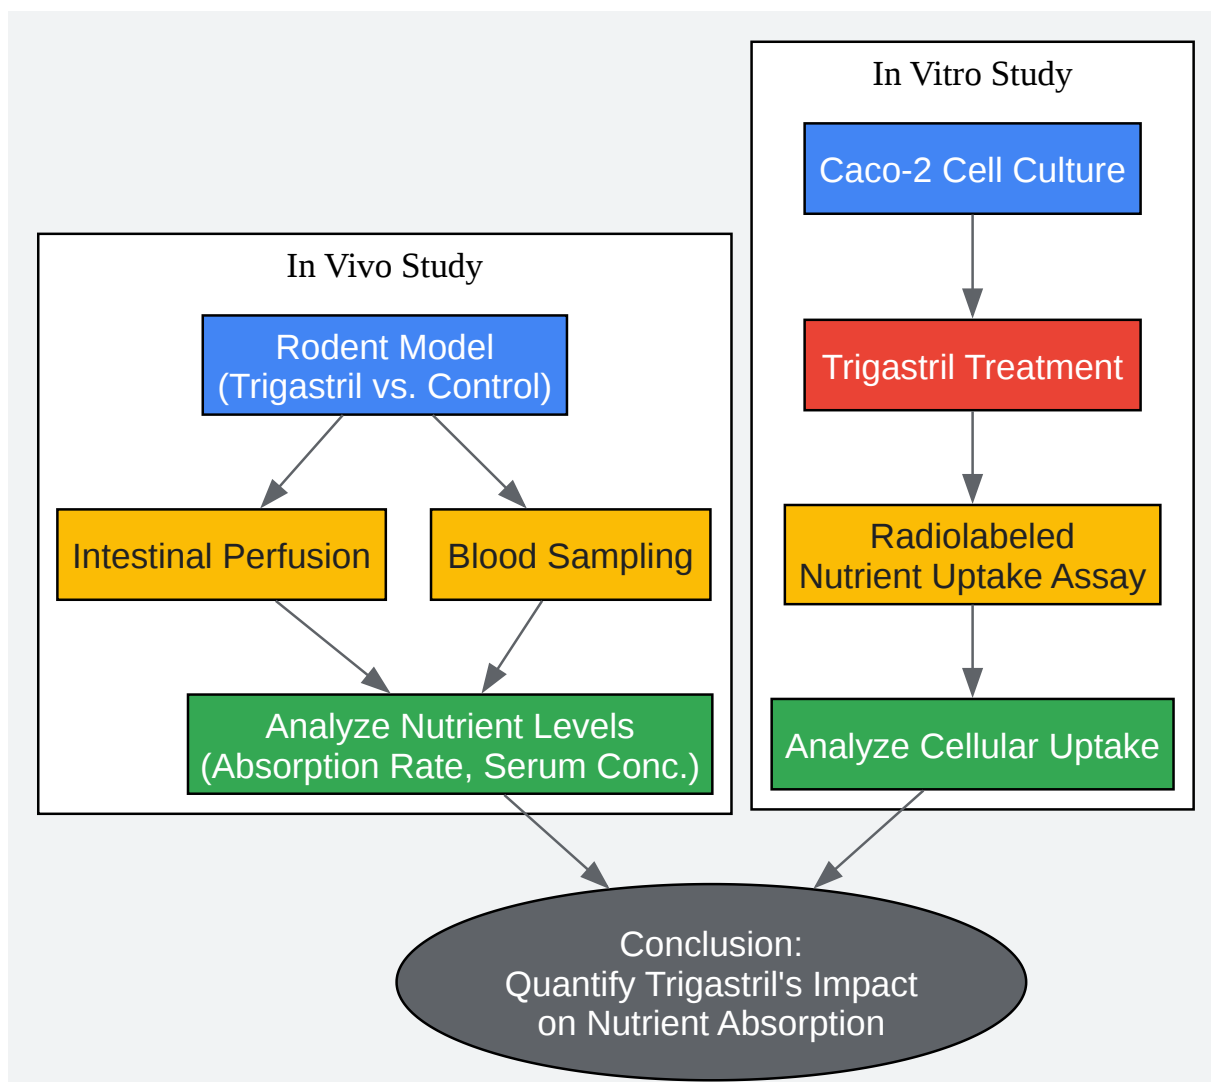 In Vivo Study
Rodent Model
(Trigastril vs. Control)
Intestinal Perfusion
Blood Sampling
Analyze Nutrient Levels
(Absorption Rate, Serum Conc.)
In Vitro Study
Caco-2 Cell Culture
Trigastril Treatment
Radiolabeled
Nutrient Uptake Assay
Analyze Cellular Uptake
Conclusion:
Quantify Trigastril's Impact
on Nutrient Absorption